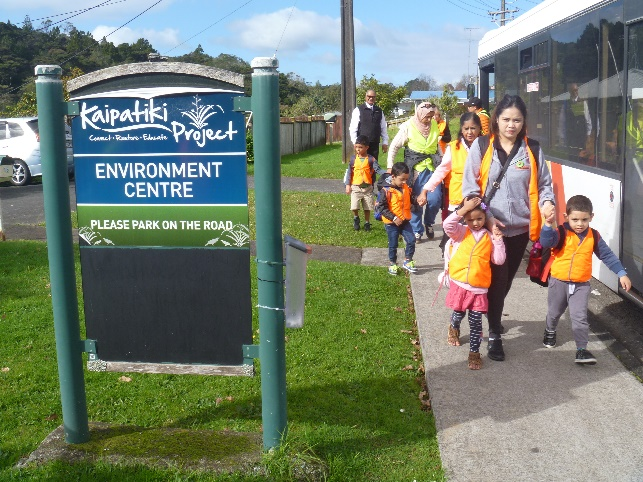 Kaipatiki
Project
Connect • Restore • Educate
ENVIRONMENT
CENTRE
PLEASE PARK ON THE ROAD